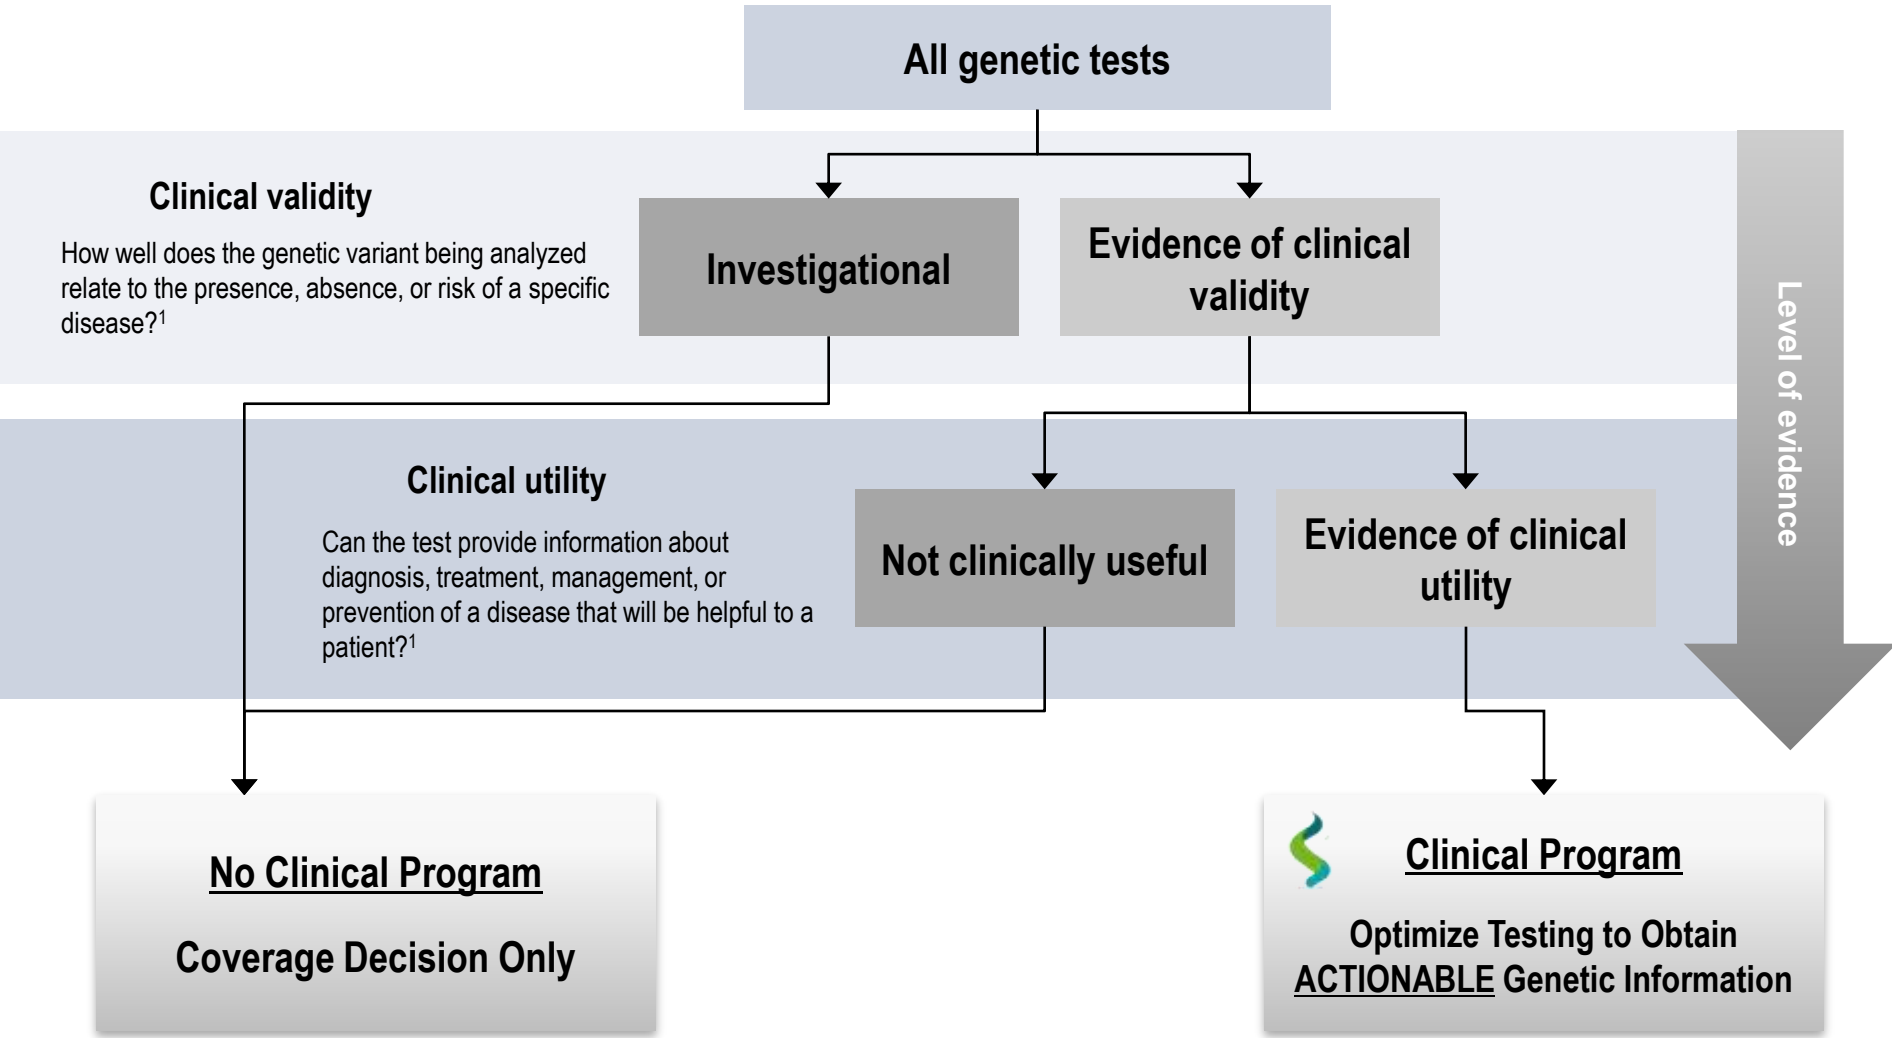 All genetic tests
Clinical validity
How well does the genetic variant being analyzed
relate to the presence, absence, or risk of a specific
disease?1
Investigational
Evidence of clinical
validity
Level of evidence
Clinical utility
Can the test provide information about
diagnosis, treatment, management, or
prevention of a disease that will be helpful to a
patient?1
Not clinically useful
Evidence of clinical
utility
No Clinical Program
Coverage Decision Only
Clinical Program
Optimize Testing to Obtain
ACTIONABLE Genetic Information